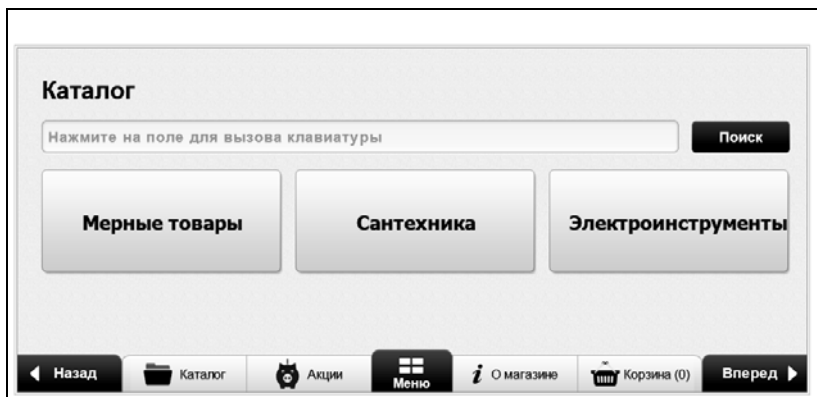 Каталог
Нажмите на поле для вызова клавиатуры Поиск
Мерные товары Сантехника Электроинструменты
Назад Каталог Акции Меню О магазине Корзина (0) Вперед